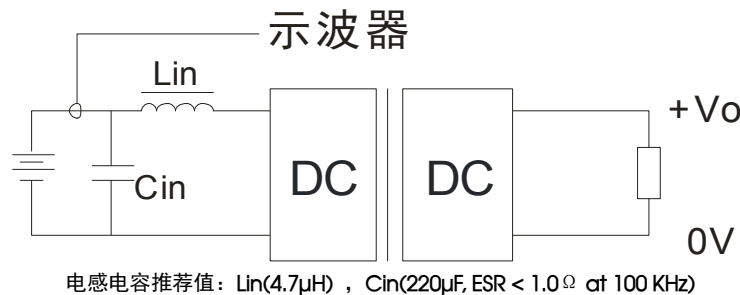 示波器
Lin
+Vo
DC
DC
Cin
0V
电感电容推荐值：Lin(4.7μH) ，Cin(220μF, ESR < 1.0Ω at 100 KHz)